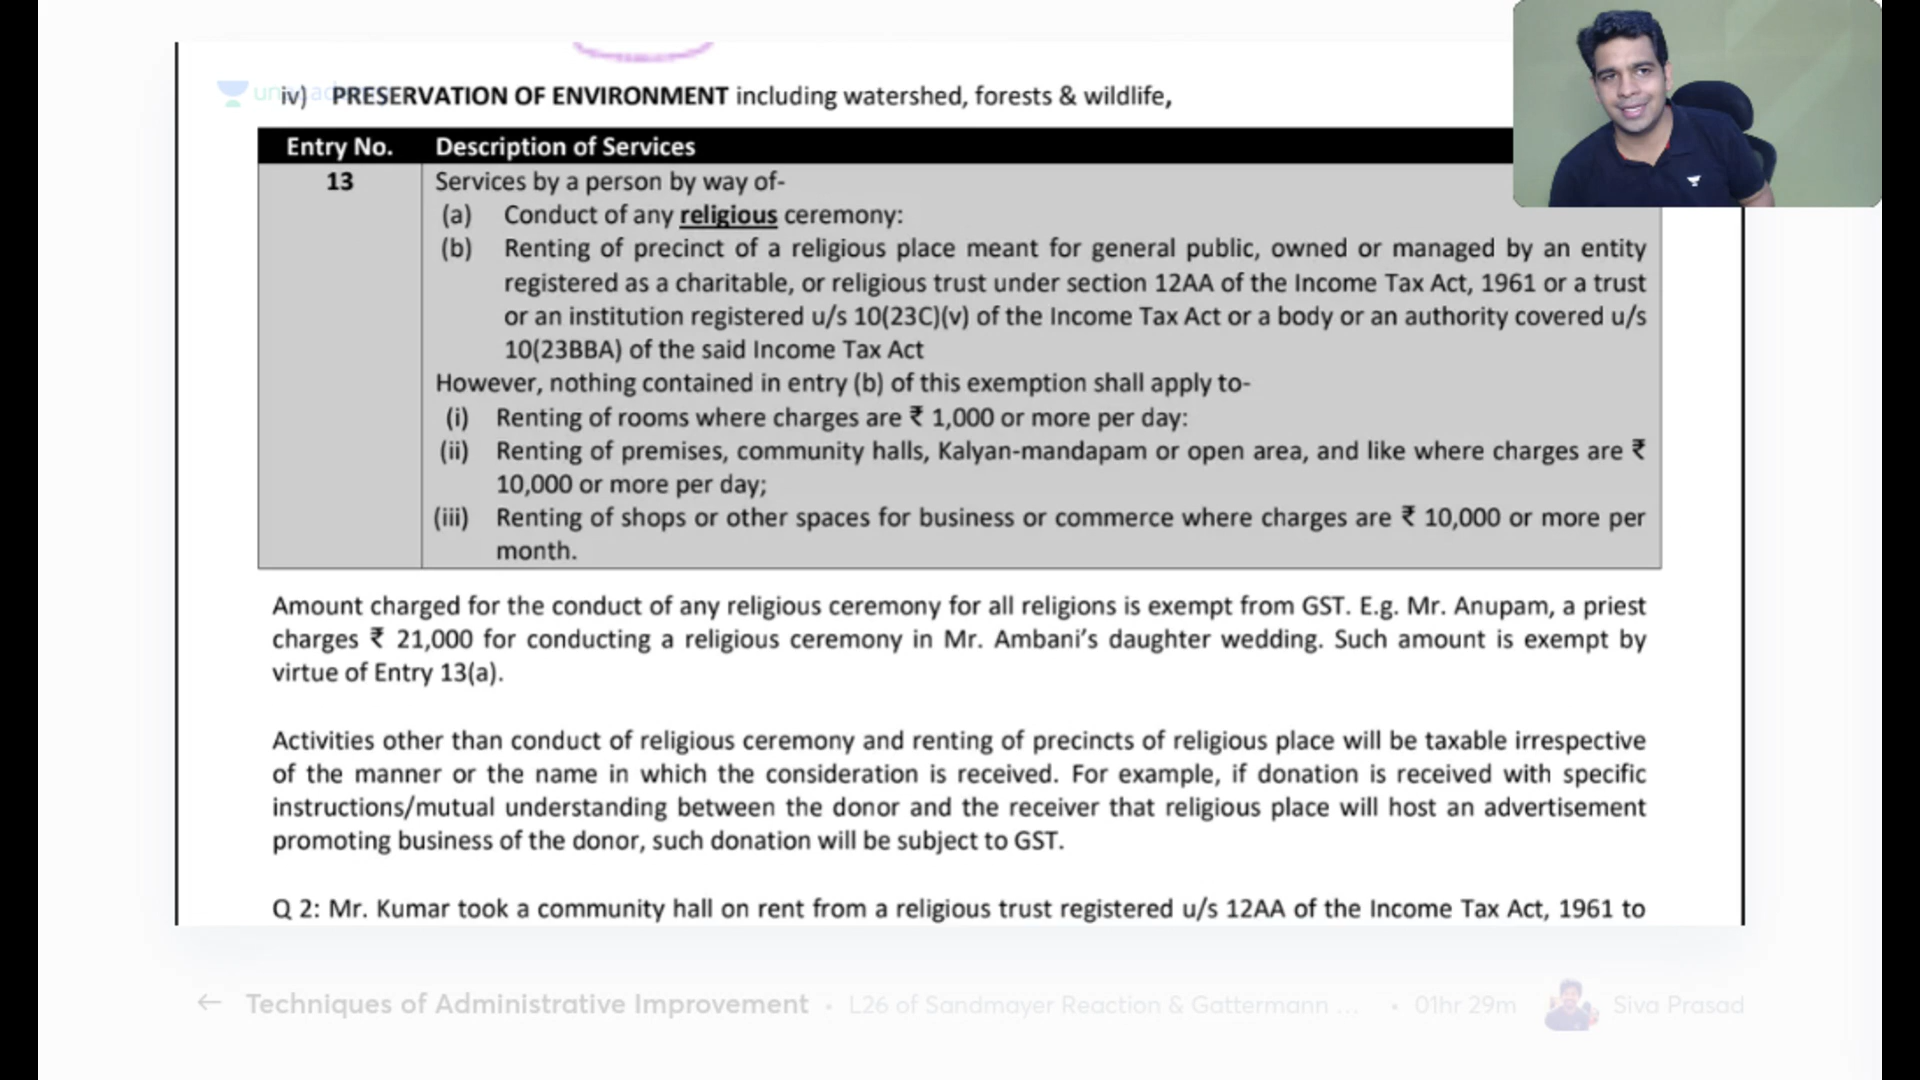 iv) PRESERVATION OF ENVIRONMENT including watershed, forests & wildlife,
Entry No. Description of Services
13 Services by a person by way of-
(a) Conduct of any religious ceremony:
(b) Renting of precinct of a religious place meant for general public, owned or managed by an entity
registered as a charitable, or religious trust under section 12AA of the Income Tax Act, 1961 or a trust
or an institution registered u/s 10(23C)(v) of the Income Tax Act or a body or an authority covered u/s
10(23BBA) of the said Income Tax Act
However, nothing contained in entry (b) of this exemption shall apply to-
(i) Renting of rooms where charges are ₹ 1,000 or more per day:
(ii) Renting of premises, community halls, Kalyan-mandapam or open area, and like where charges are ₹
10,000 or more per day;
(iii) Renting of shops or other spaces for business or commerce where charges are ₹ 10,000 or more per
month.
Amount charged for the conduct of any religious ceremony for all religions is exempt from GST. E.g. Mr. Anupam, a priest
charges ₹ 21,000 for conducting a religious ceremony in Mr. Ambani’s daughter wedding. Such amount is exempt by
virtue of Entry 13(a).
Activities other than conduct of religious ceremony and renting of precincts of religious place will be taxable irrespective
of the manner or the name in which the consideration is received. For example, if donation is received with specific
instructions/mutual understanding between the donor and the receiver that religious place will host an advertisement
promoting business of the donor, such donation will be subject to GST.
Q 2: Mr. Kumar took a community hall on rent from a religious trust registered u/s 12AA of the Income Tax Act, 1961 to
← Techniques of Administrative Improvement • L26 of Sandmayer Reaction & Gattermann ... • 01hr 29m Siva Prasad